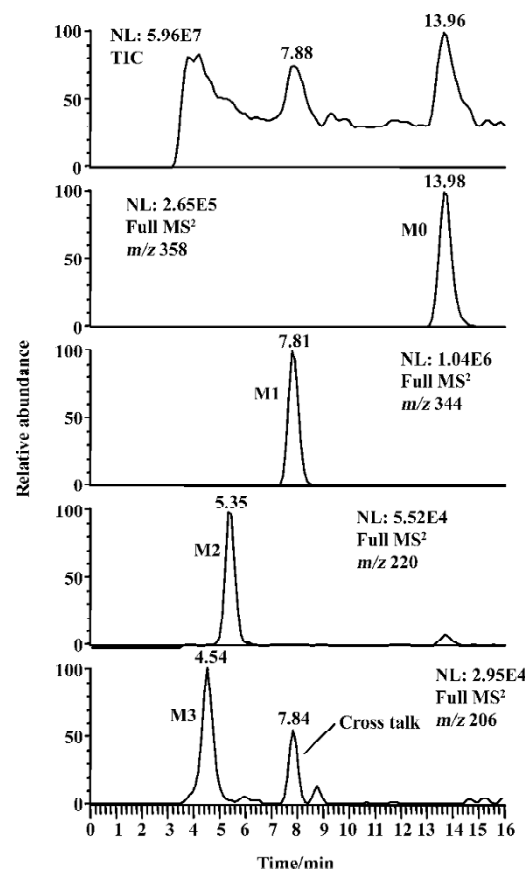 NL: 5.96E7
TIC
7.88
13.96
100
50
0
NL: 2.65E5
Full MS²
m/z 358
13.98
M0
100
50
0
7.81
M1
NL: 1.04E6
Full MS²
m/z 344
100
50
0
5.35
M2
NL: 5.52E4
Full MS²
m/z 220
100
50
0
4.54
M3
7.84
Cross talk
NL: 2.95E4
Full MS²
m/z 206
100
50
0
Relative abundance
0 1 2 3 4 5 6 7 8 9 10 11 12 13 14 15 16
Time/min